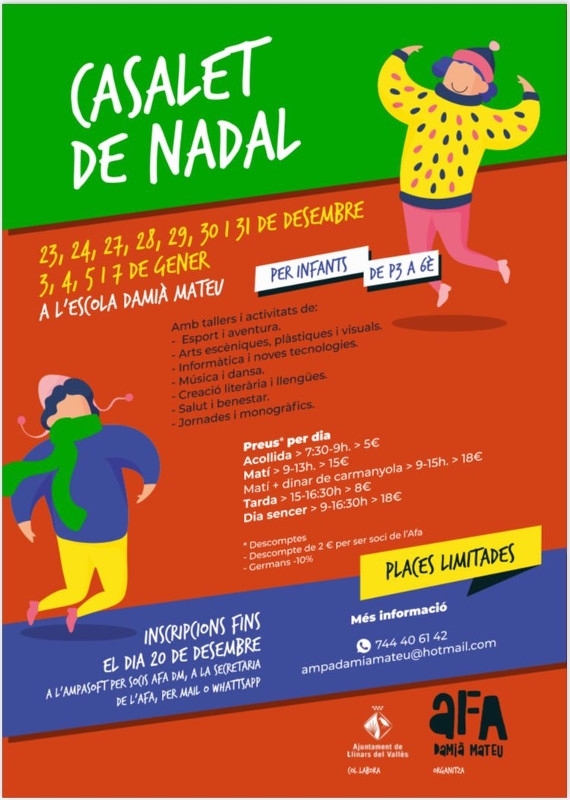 CASALET
DE NADAL
23, 24, 27, 28, 29, 30 I 31 DE DESEMBRE
3, 4, 5 I 7 DE GENER
A L'ESCOLA DAMIÀ MATEU
PER INFANTS
DE P3 A 6È
Amb tallers i activitats de:
- Esport i aventura.
- Arts escèniques, plàstiques i visuals.
- Informàtica i noves tecnologies.
- Música i dansa.
- Creació literària i llengües.
- Salut i benestar.
- Jornades i monogràfics.
Preus* per dia
Acollida > 7:30-9h. > 5€
Matí > 9-13h. > 15€
Matí + dinar de carmanyola > 9-15h. > 18€
Tarda > 15-16:30h > 8€
Dia sencer > 9-16:30h > 18€
* Descomptes
- Descompte de 2 € per ser soci de l'Afa
- Germans -10%
PLACES LIMITADES
INSCRIPCIONS FINS
EL DIA 20 DE DESEMBRE
A L'AMPASOFT PER SOCIS AFA DM, A LA SECRETARIA
DE L'AFA, PER MAIL O WHATTSAPP
Més informació
744 40 61 42
ampadamiamateu@hotmail.com
Ajuntament de
Llinars del Vallès
COL.LABORA
AFA
DAMIÀ MATEU
ORGANITZA